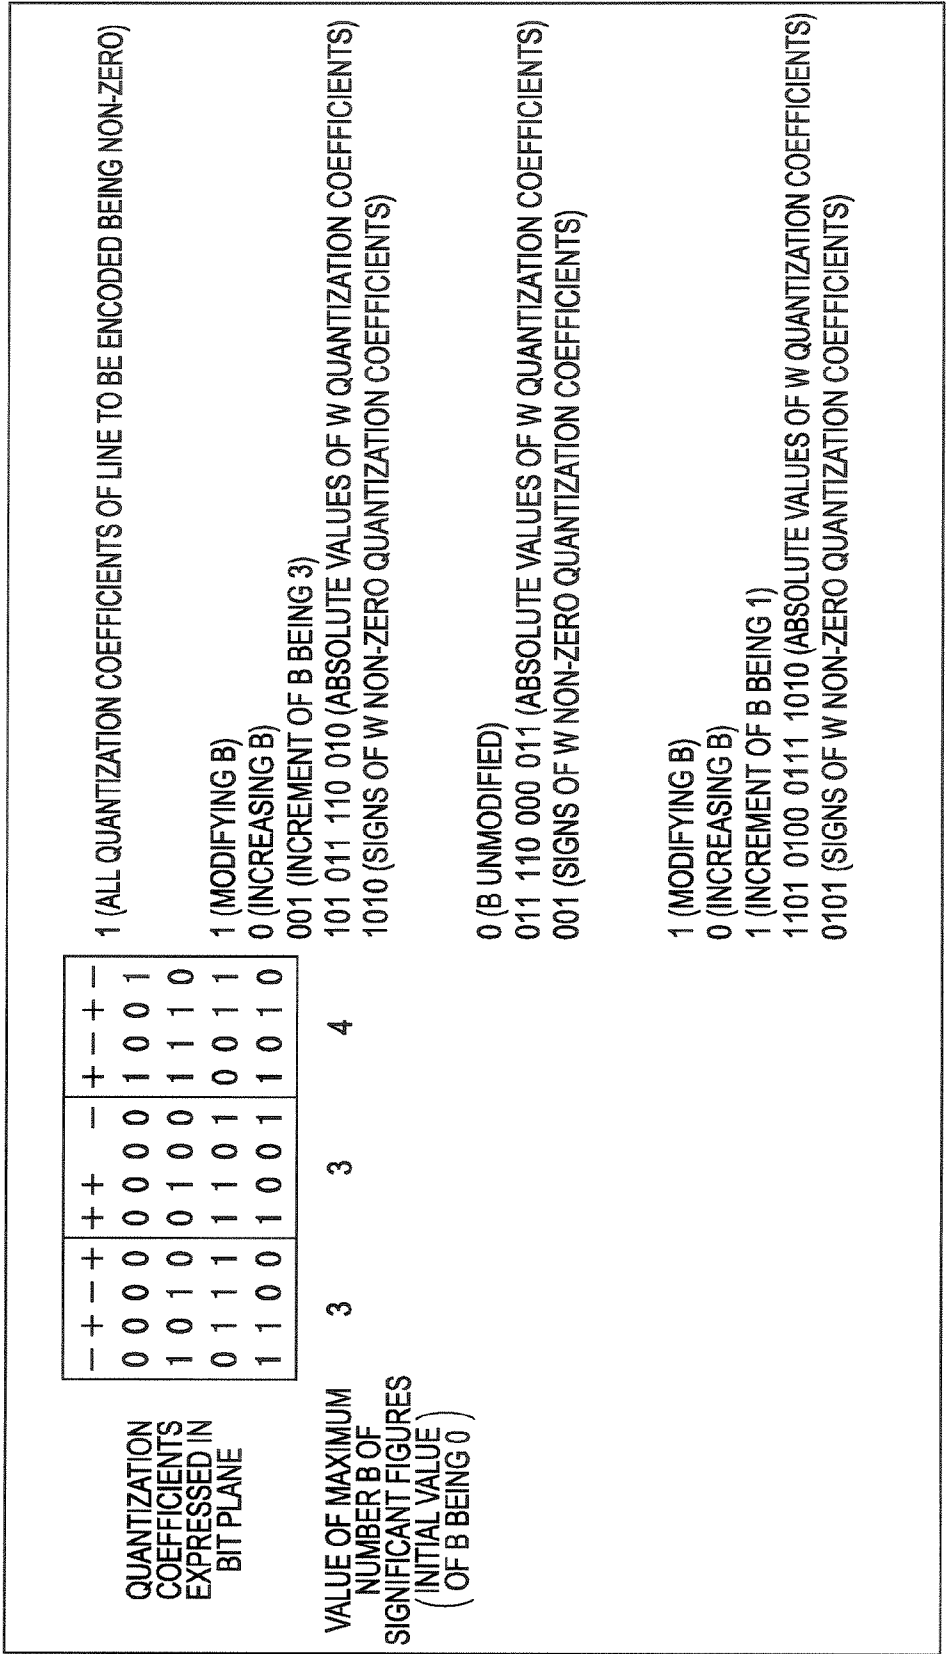 QUANTIZATION
COEFFICIENTS
EXPRESSED IN
BIT PLANE
− + − + + + − + − + −
0 0 0 0 0 0 0 0 1 0 0 1
1 0 1 0 0 1 0 0 1 1 1 0
0 1 1 1 1 1 0 1 0 0 1 1
1 1 0 0 1 0 0 1 1 0 1 0
VALUE OF MAXIMUM
NUMBER B OF
SIGNIFICANT FIGURES
( INITIAL VALUE
OF B BEING 0 )
3 3 4
1 (ALL QUANTIZATION COEFFICIENTS OF LINE TO BE ENCODED BEING NON-ZERO)
1 (MODIFYING B)
0 (INCREASING B)
001 (INCREMENT OF B BEING 3)
101 011 110 010 (ABSOLUTE VALUES OF W QUANTIZATION COEFFICIENTS)
1010 (SIGNS OF W NON-ZERO QUANTIZATION COEFFICIENTS)
0 (B UNMODIFIED)
011 110 000 011 (ABSOLUTE VALUES OF W QUANTIZATION COEFFICIENTS)
001 (SIGNS OF W NON-ZERO QUANTIZATION COEFFICIENTS)
1 (MODIFYING B)
0 (INCREASING B)
1 (INCREMENT OF B BEING 1)
1101 0100 0111 1010 (ABSOLUTE VALUES OF W QUANTIZATION COEFFICIENTS)
0101 (SIGNS OF W NON-ZERO QUANTIZATION COEFFICIENTS)